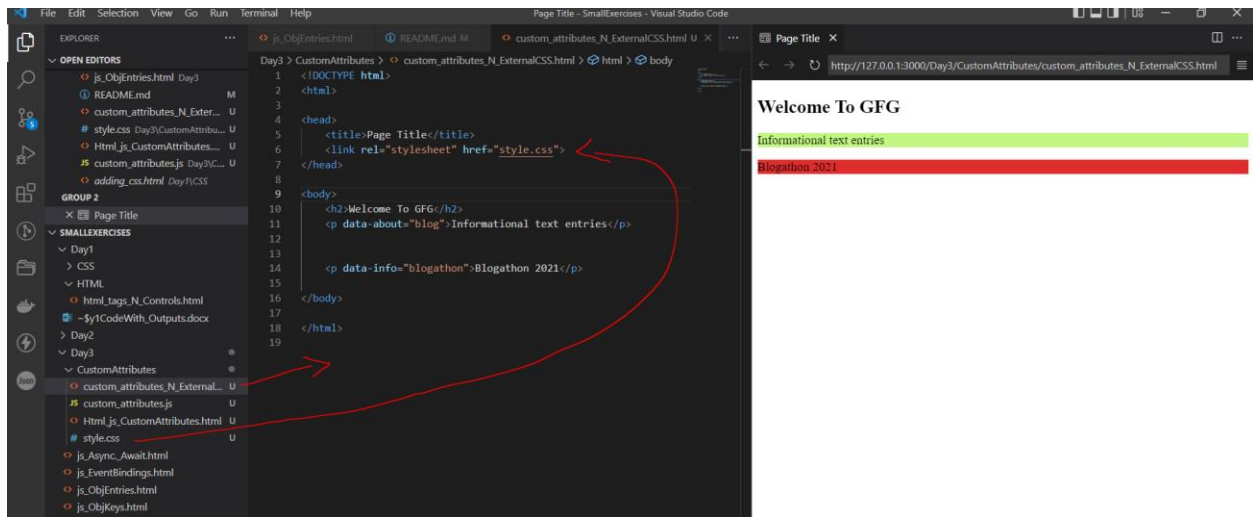 File Edit Selection View Go Run Terminal Help
Page Title - SmallExercises - Visual Studio Code
EXPLORER
OPEN EDITORS
js_ObjEntries.html Day3
README.md M
custom_attributes_N_Exter... U
# style.css Day3\CustomAttribu... U
Html_js_CustomAttributes.... U
JS custom_attributes.js Day3\C... U
adding_css.html Day1\CSS
GROUP 2
Page Title
SMALLEXERCISES
Day1
CSS
HTML
html_tags_N_Controls.html
~$y1CodeWith_Outputs.docx
Day2
Day3
CustomAttributes
custom_attributes_N_External... U
JS custom_attributes.js U
Html_js_CustomAttributes.html U
# style.css U
js_Async_Await.html
js_EventBindings.html
js_ObjEntries.html
js_ObjKeys.html
5
Json
js_ObjEntries.html README.md M custom_attributes_N_ExternalCSS.html U
Day3 > CustomAttributes > custom_attributes_N_ExternalCSS.html > html > body
1 <!DOCTYPE html>
2 <html>
3
4 <head>
5 <title>Page Title</title>
6 <link rel="stylesheet" href="style.css">
7 </head>
8
9 <body>
10 <h2>Welcome To GFG</h2>
11 <p data-about="blog">Informational text entries</p>
12
13
14 <p data-info="blogathon">Blogathon 2021</p>
15
16 </body>
17
18 </html>
19
Page Title
http://127.0.0.1:3000/Day3/CustomAttributes/custom_attributes_N_ExternalCSS.html
Welcome To GFG
Informational text entries
Blogathon 2021